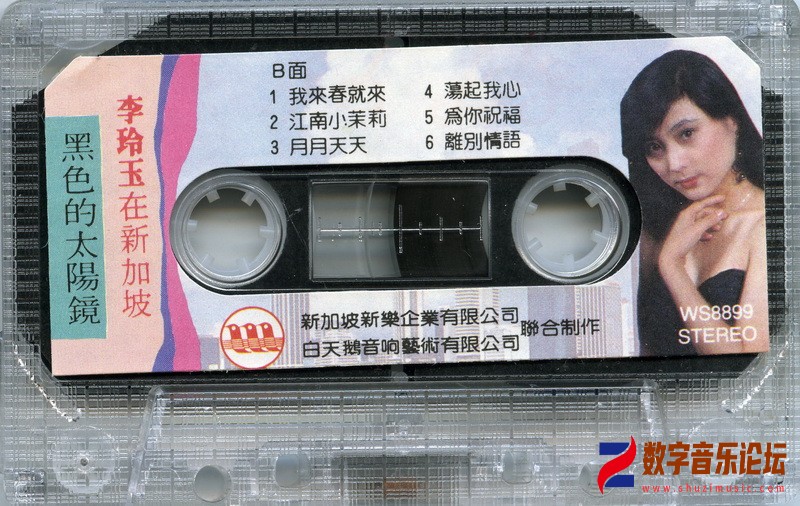 李玲玉在新加坡
黑色的太陽鏡
B面
1 我來春就來
2 江南小茉莉
3 月月天天
4 蕩起我心
5 爲你祝福
6 離別情語
新加坡新樂企業有限公司
白天鵝音响藝術有限公司
聯合制作
WS8899
STEREO
数字音乐论坛
www.shuzimusic.com